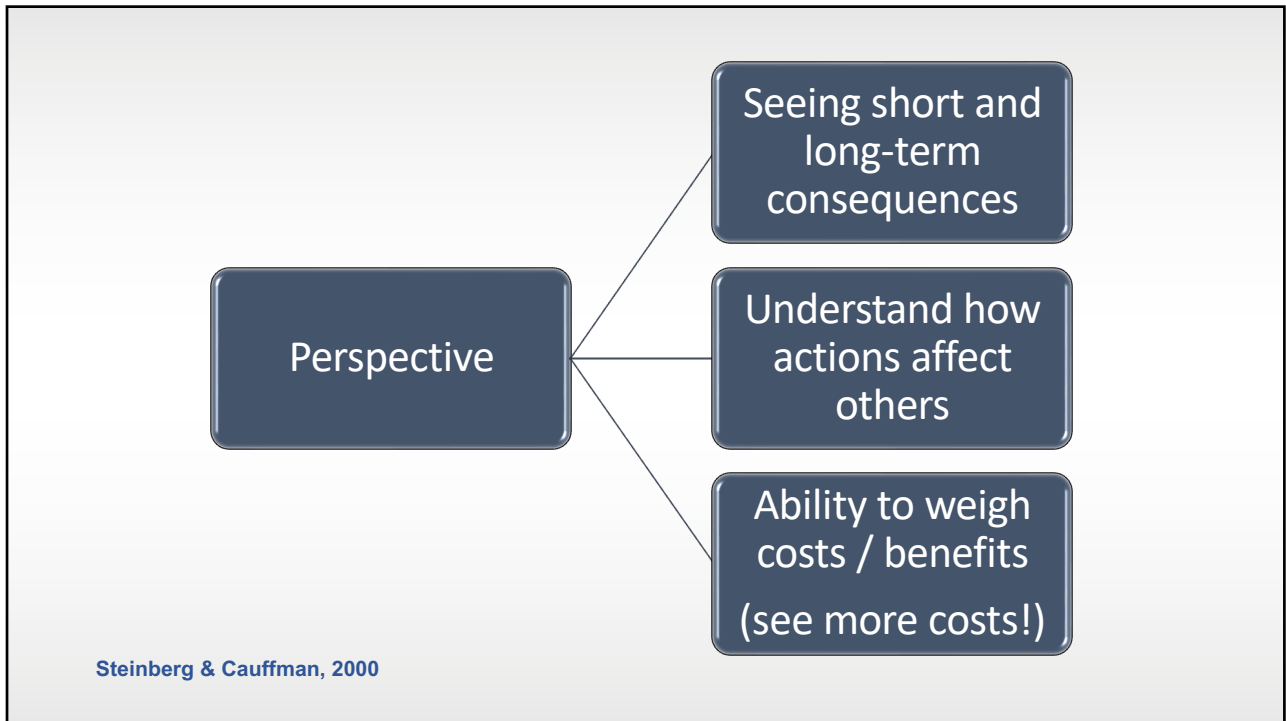 Perspective
Seeing short and
long-term
consequences
Understand how
actions affect
others
Ability to weigh
costs / benefits
(see more costs!)
Steinberg & Cauffman, 2000